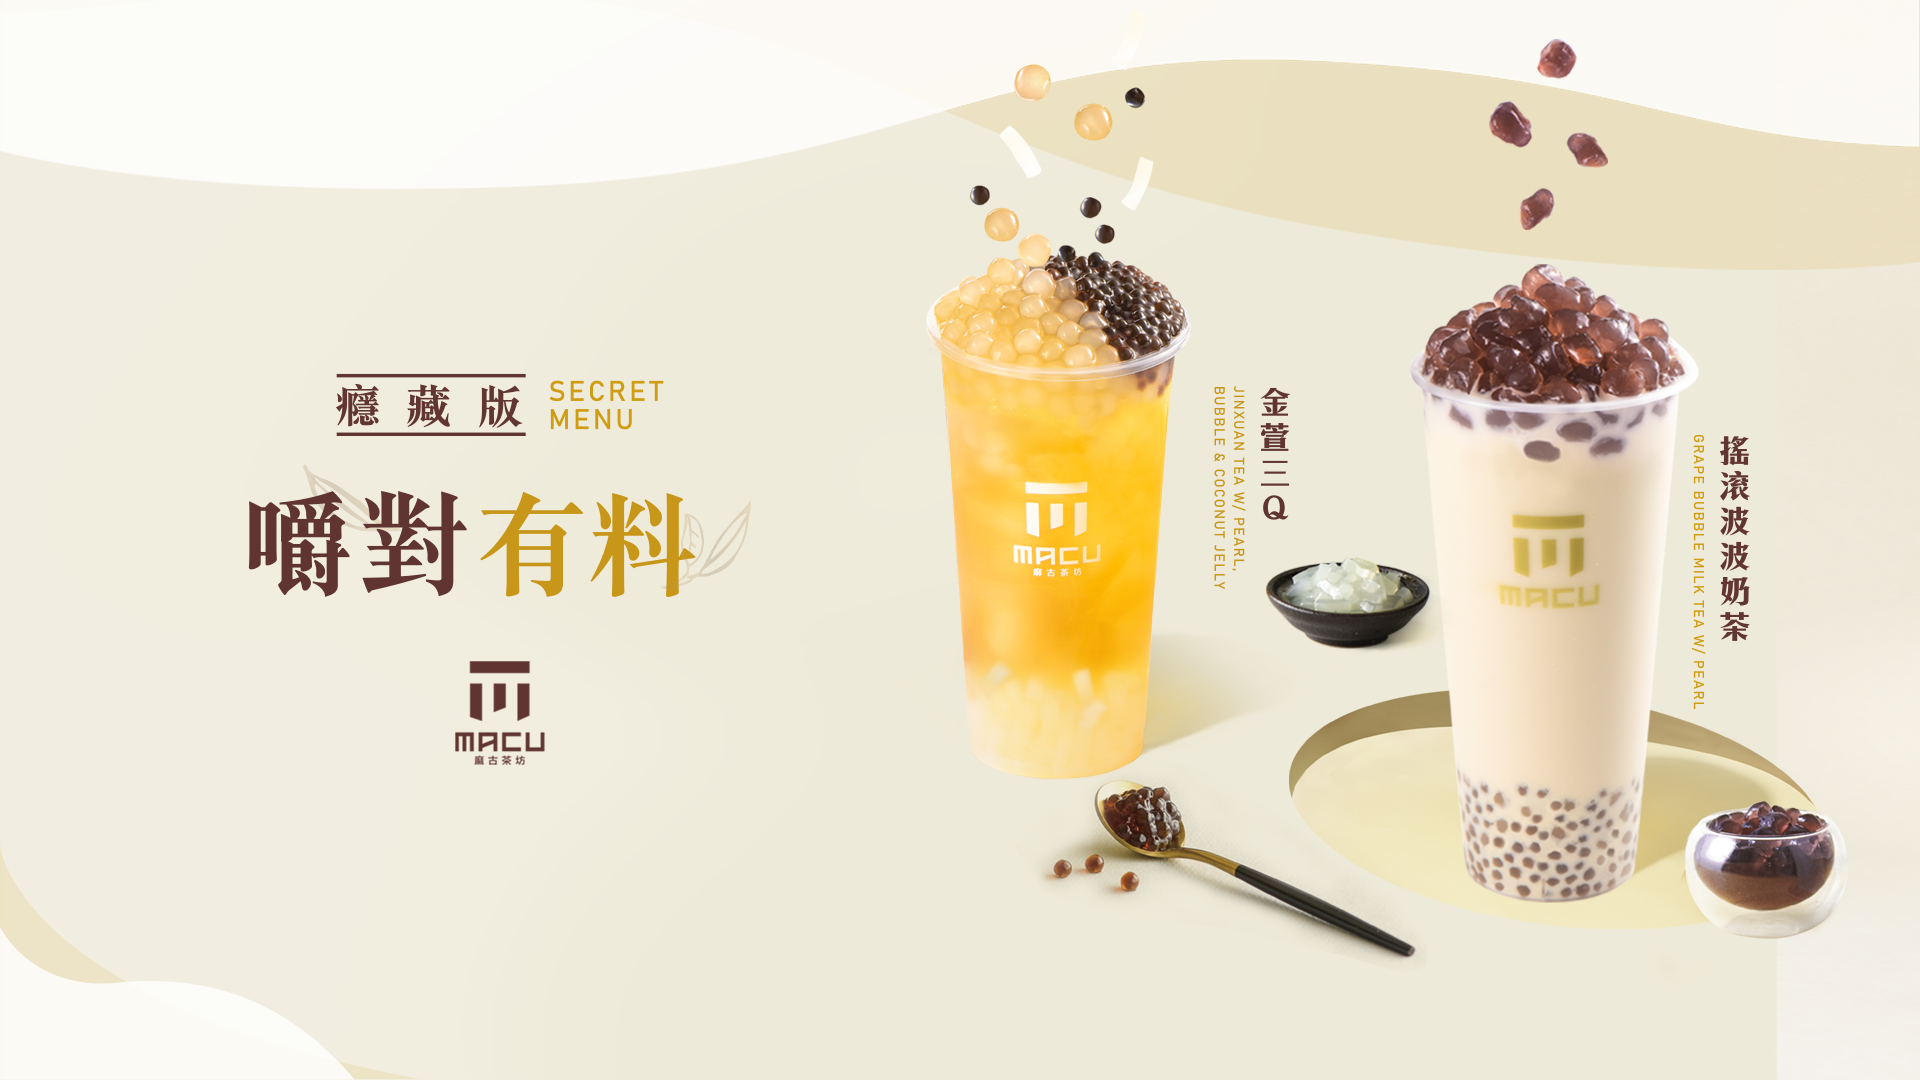 癮藏版
SECRET
MENU
嚼對有料
MACU
麻古茶坊
MACU
麻古茶坊
金萱三Q
JINXUAN TEA W/ PEARL,
BUBBLE & COCONUT JELLY
MACU
搖滾波波奶茶
GRAPE BUBBLE MILK TEA W/ PEARL